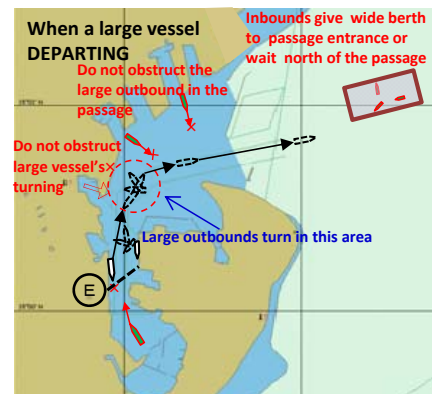 When a large vessel
DEPARTING
Inbounds give wide berth
to passage entrance or
wait north of the passage
Do not obstruct the
large outbound in the
passage
Do not obstruct
large vessel's
turning
Large outbounds turn in this area
E